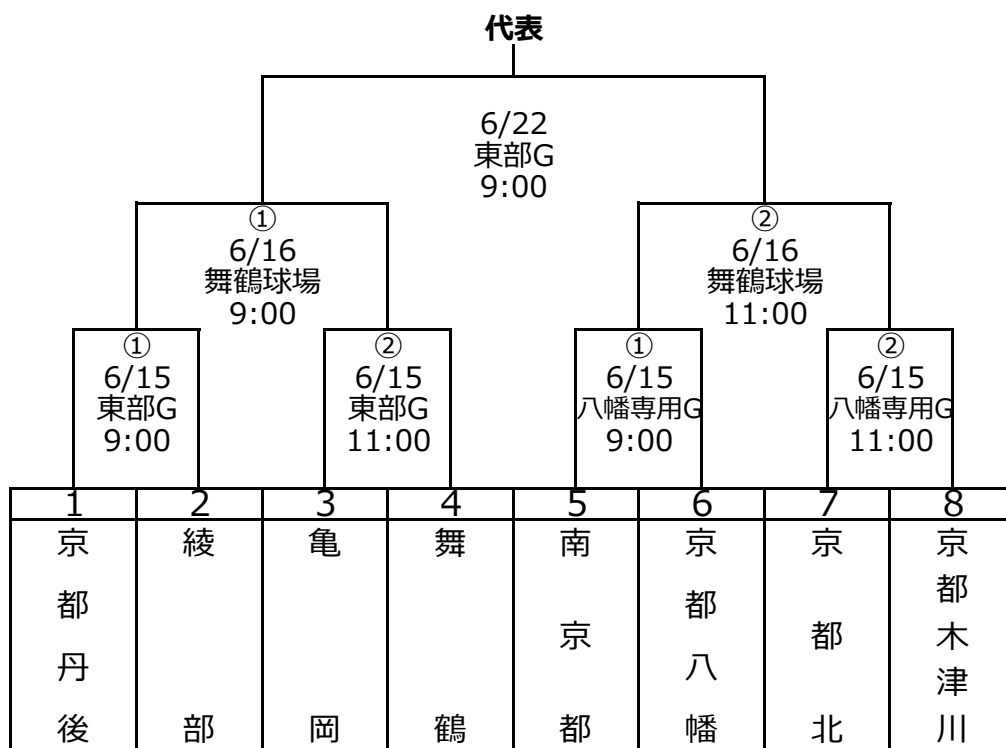 代表
6/22
東部G
9:00
①
6/16
舞鶴球場
9:00
②
6/16
舞鶴球場
11:00
①
6/15
東部G
9:00
②
6/15
東部G
11:00
①
6/15
八幡専用G
9:00
②
6/15
八幡専用G
11:00
1
2
3
4
5
6
7
8
京都丹後
綾部
亀岡
舞鶴
南京都
京都八幡
京都北
京都木津川